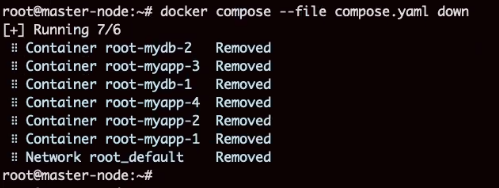 root@master-node:~# docker compose --file compose.yaml down
[+] Running 7/6
⠿ Container root-mydb-2 Removed
⠿ Container root-myapp-3 Removed
⠿ Container root-mydb-1 Removed
⠿ Container root-myapp-4 Removed
⠿ Container root-myapp-2 Removed
⠿ Container root-myapp-1 Removed
⠿ Network root_default Removed
root@master-node:~#